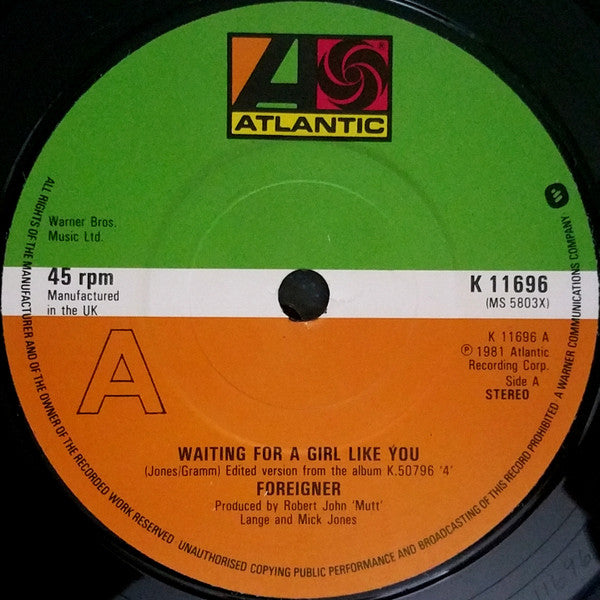 ATLANTIC
®
Warner Bros.
Music Ltd.
45 rpm
Manufactured
in the UK
K 11696
(MS 5803X)
K 11696 A
℗ 1981 Atlantic
Recording Corp.
Side A
STEREO
A
WAITING FOR A GIRL LIKE YOU
(Jones/Gramm) Edited version from the album K.50796 '4'
FOREIGNER
Produced by Robert John 'Mutt'
Lange and Mick Jones
ALL RIGHTS OF THE MANUFACTURER AND OF THE OWNER OF THE RECORDED WORK RESERVED UNAUTHORISED COPYING PUBLIC PERFORMANCE AND BROADCASTING OF THIS RECORD PROHIBITED A WARNER COMMUNICATIONS COMPANY